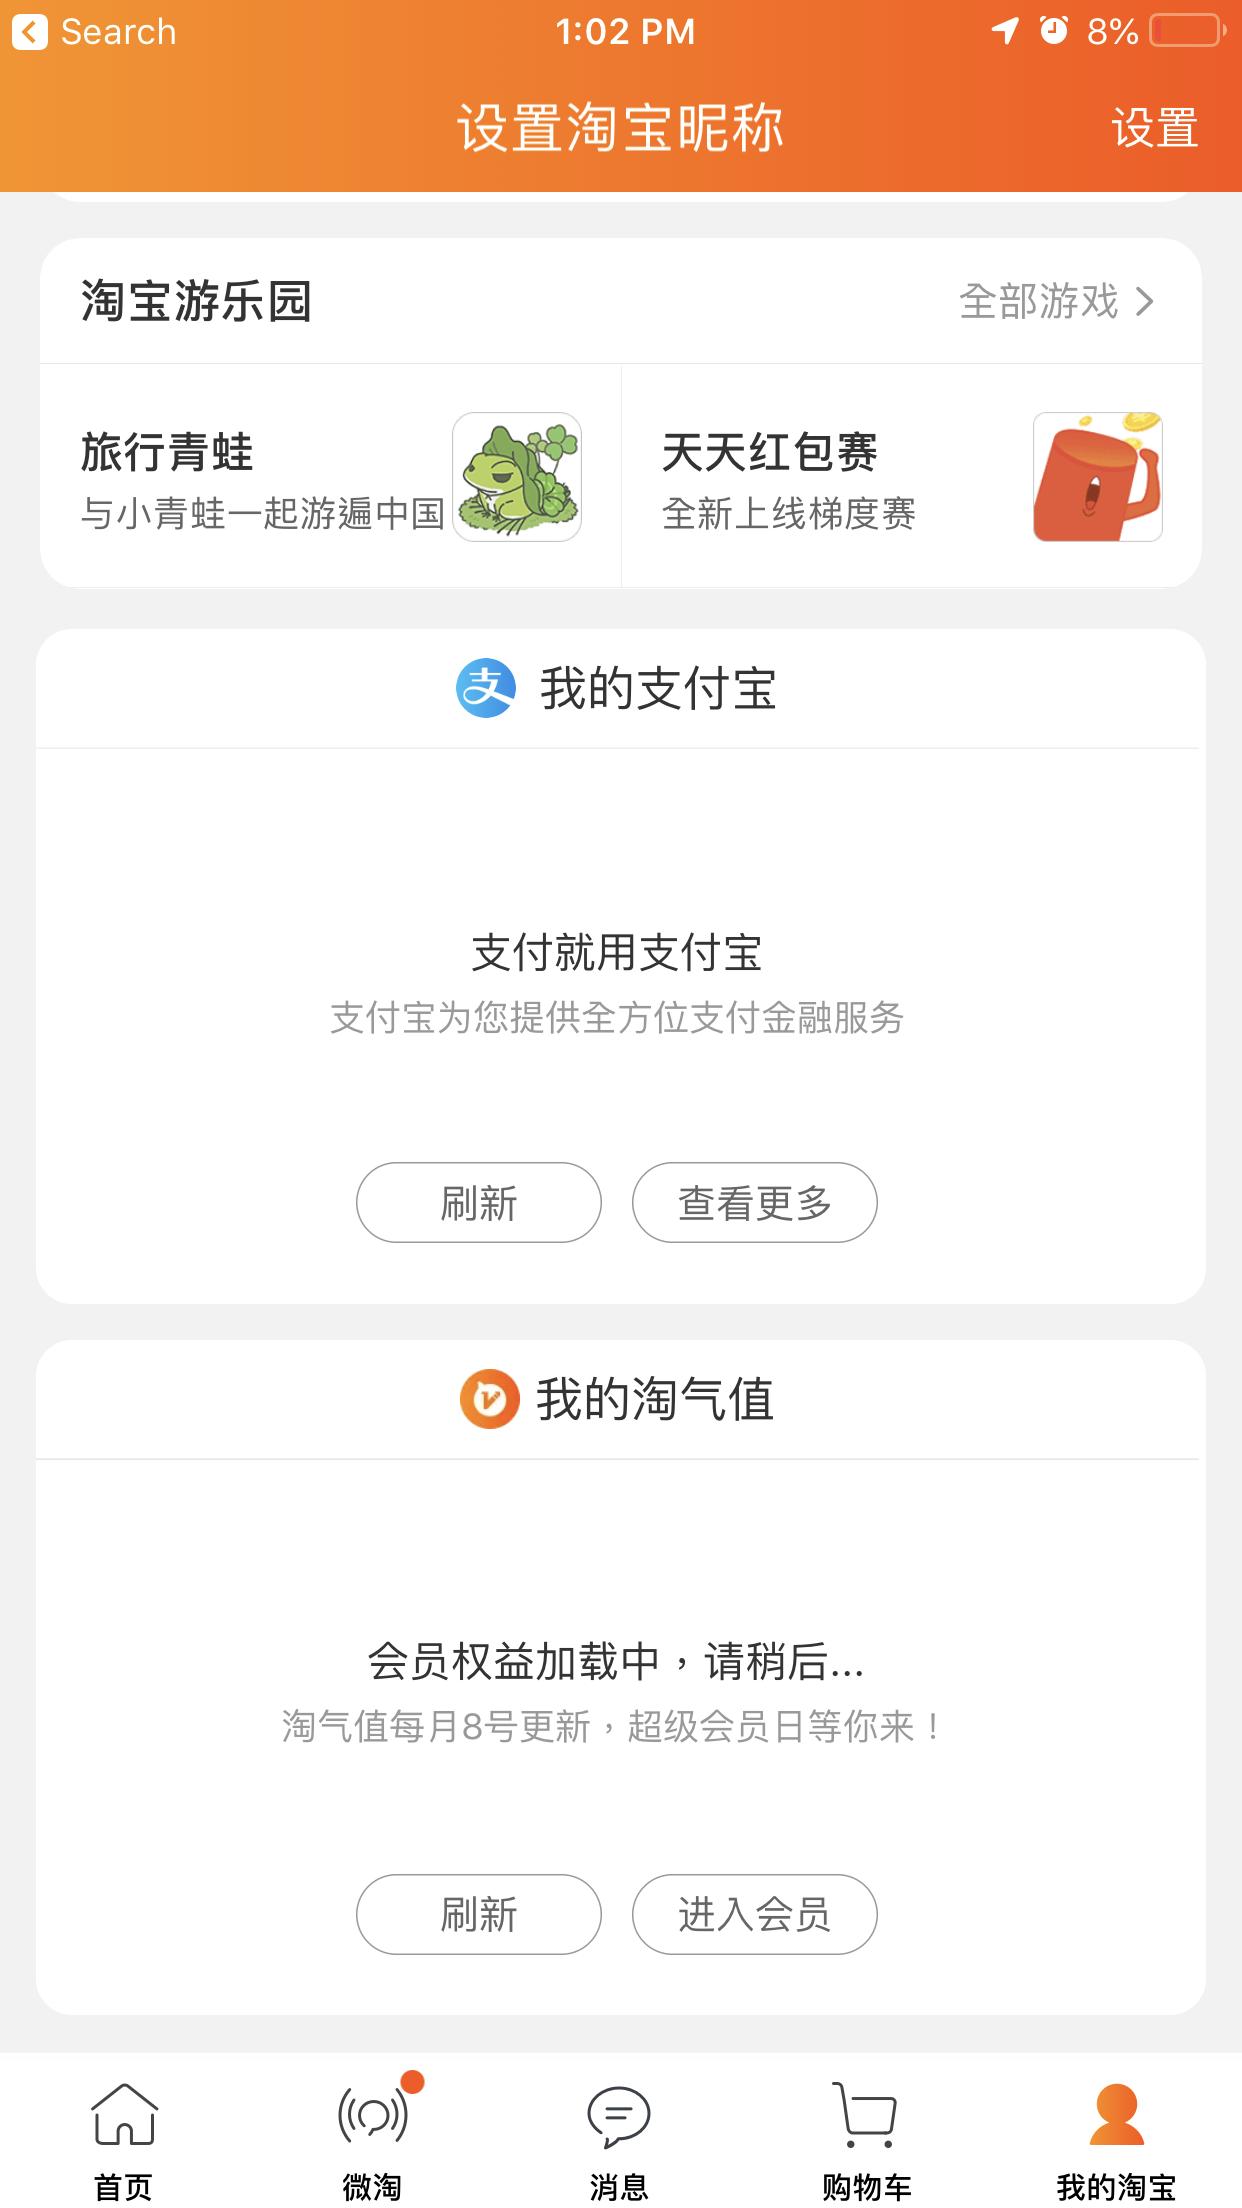 Search
1:02 PM
8%
设置淘宝昵称
设置
淘宝游乐园
全部游戏
旅行青蛙
与小青蛙一起游遍中国
天天红包赛
全新上线梯度赛
支 我的支付宝
支付就用支付宝
支付宝为您提供全方位支付金融服务
刷新
查看更多
我的淘气值
会员权益加载中，请稍后...
淘气值每月8号更新，超级会员日等你来！
刷新
进入会员
首页
微淘
消息
购物车
我的淘宝